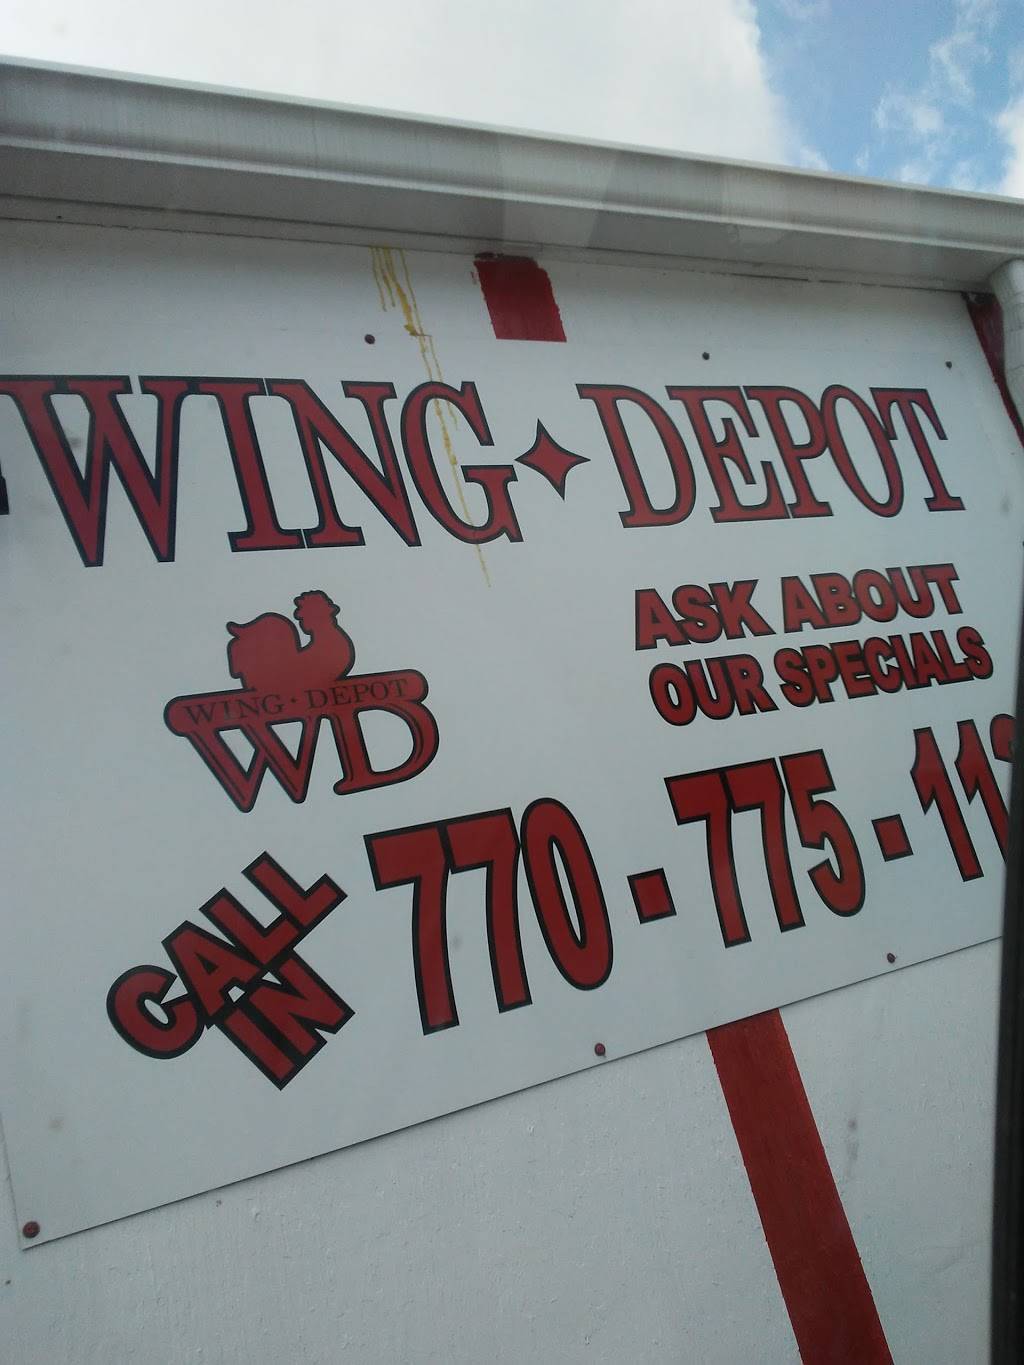 WING DEPOT
ASK ABOUT
OUR SPECIALS
WING · DEPOT
WD
CALL
IN
770-775-11